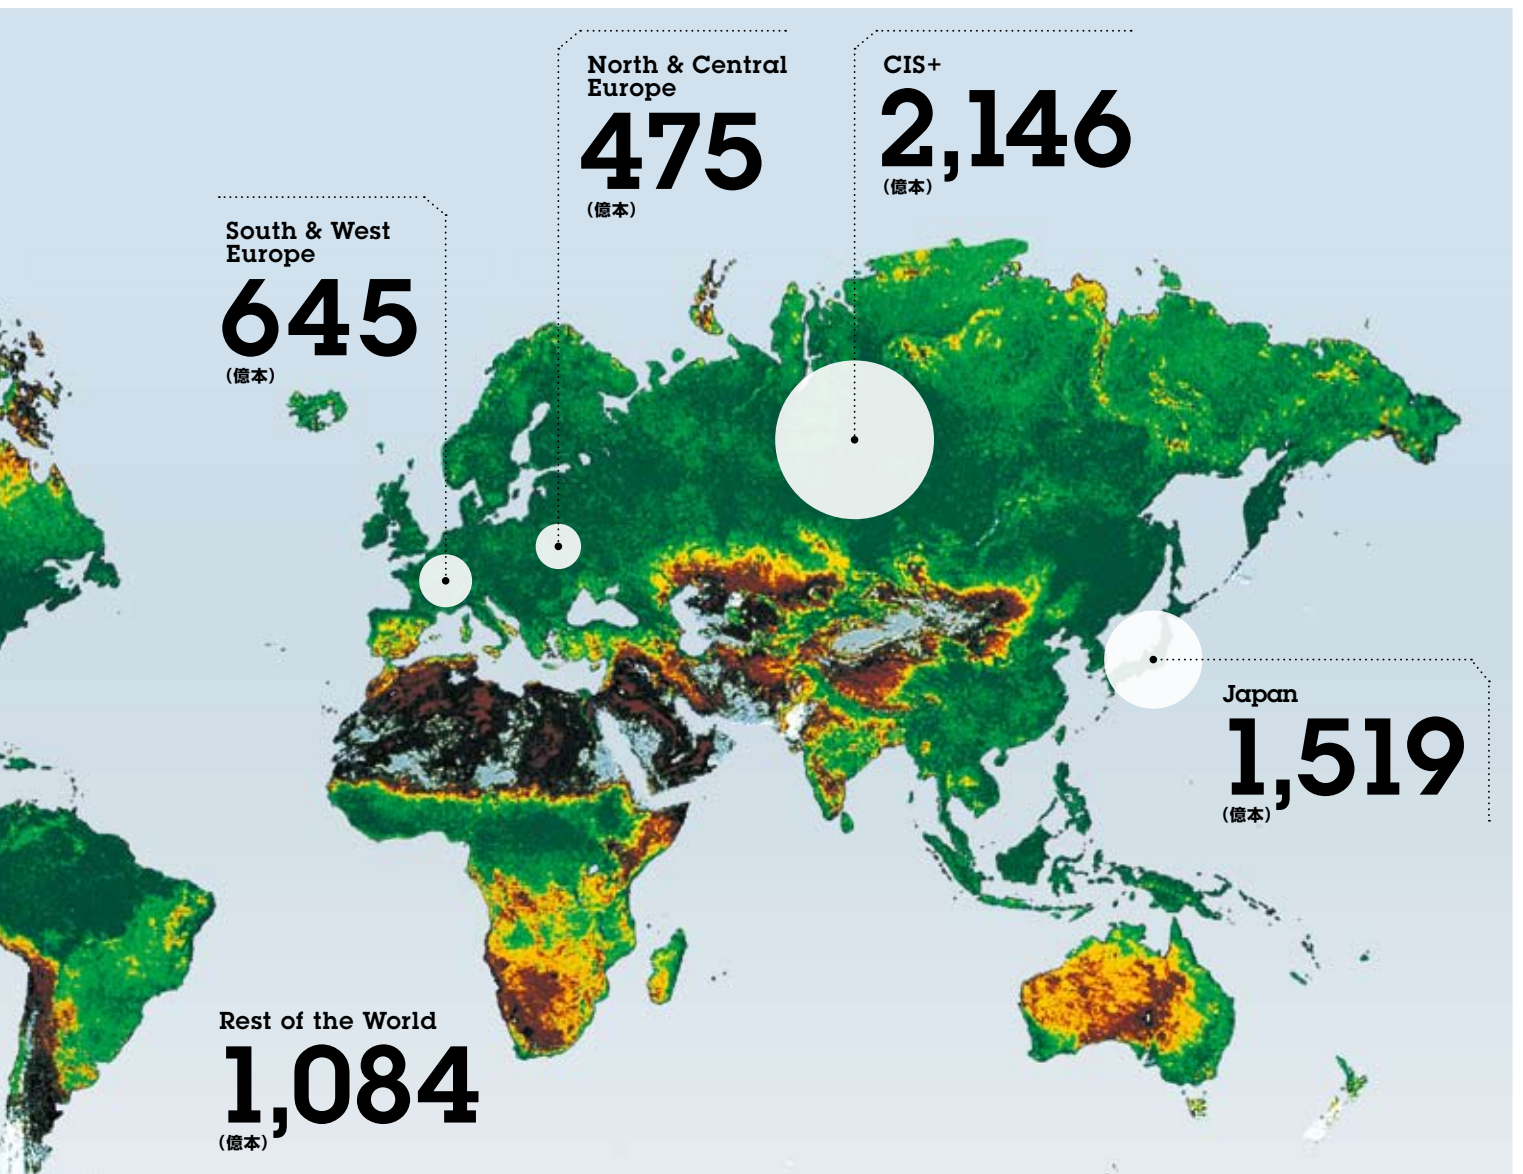 North & Central
Europe
475
(億本)
CIS+
2,146
(億本)
South & West
Europe
645
(億本)
Japan
1,519
(億本)
Rest of the World
1,084
(億本)